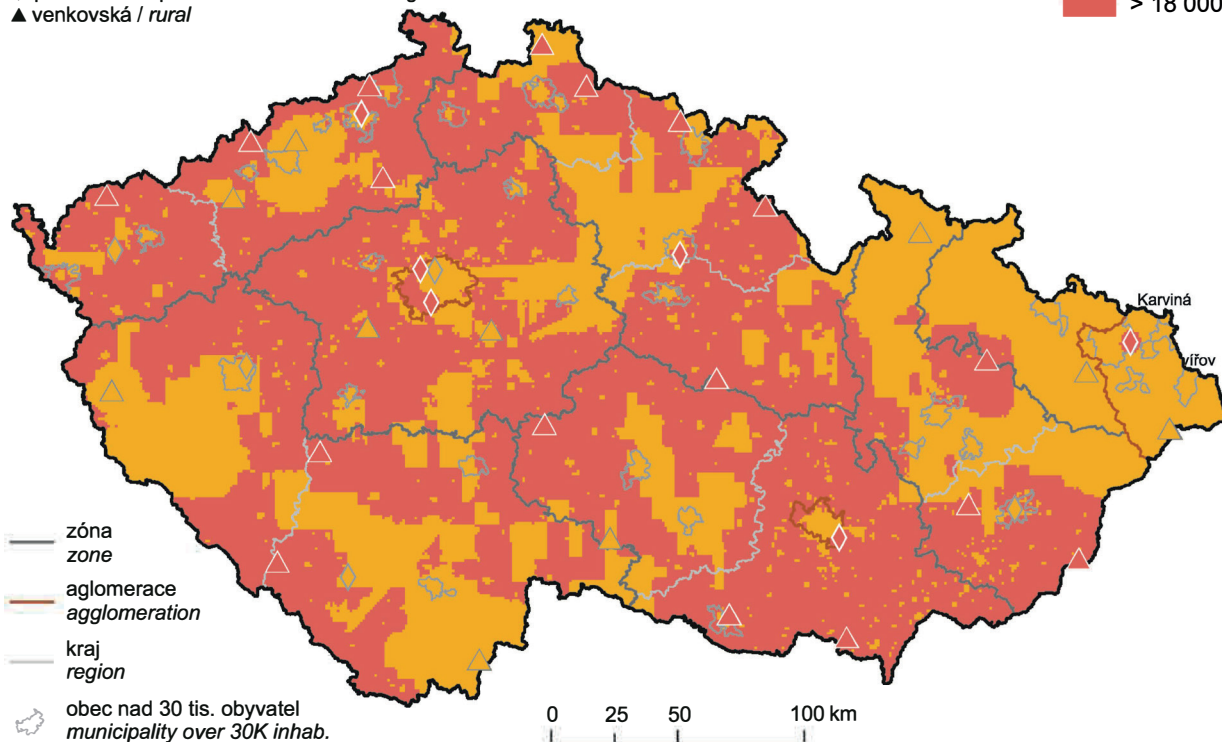 ▲ venkovská / rural
> 18 000
Karviná
vířov
zóna
zone
aglomerace
agglomeration
kraj
region
obec nad 30 tis. obyvatel
municipality over 30K inhab.
0 25 50 100 km